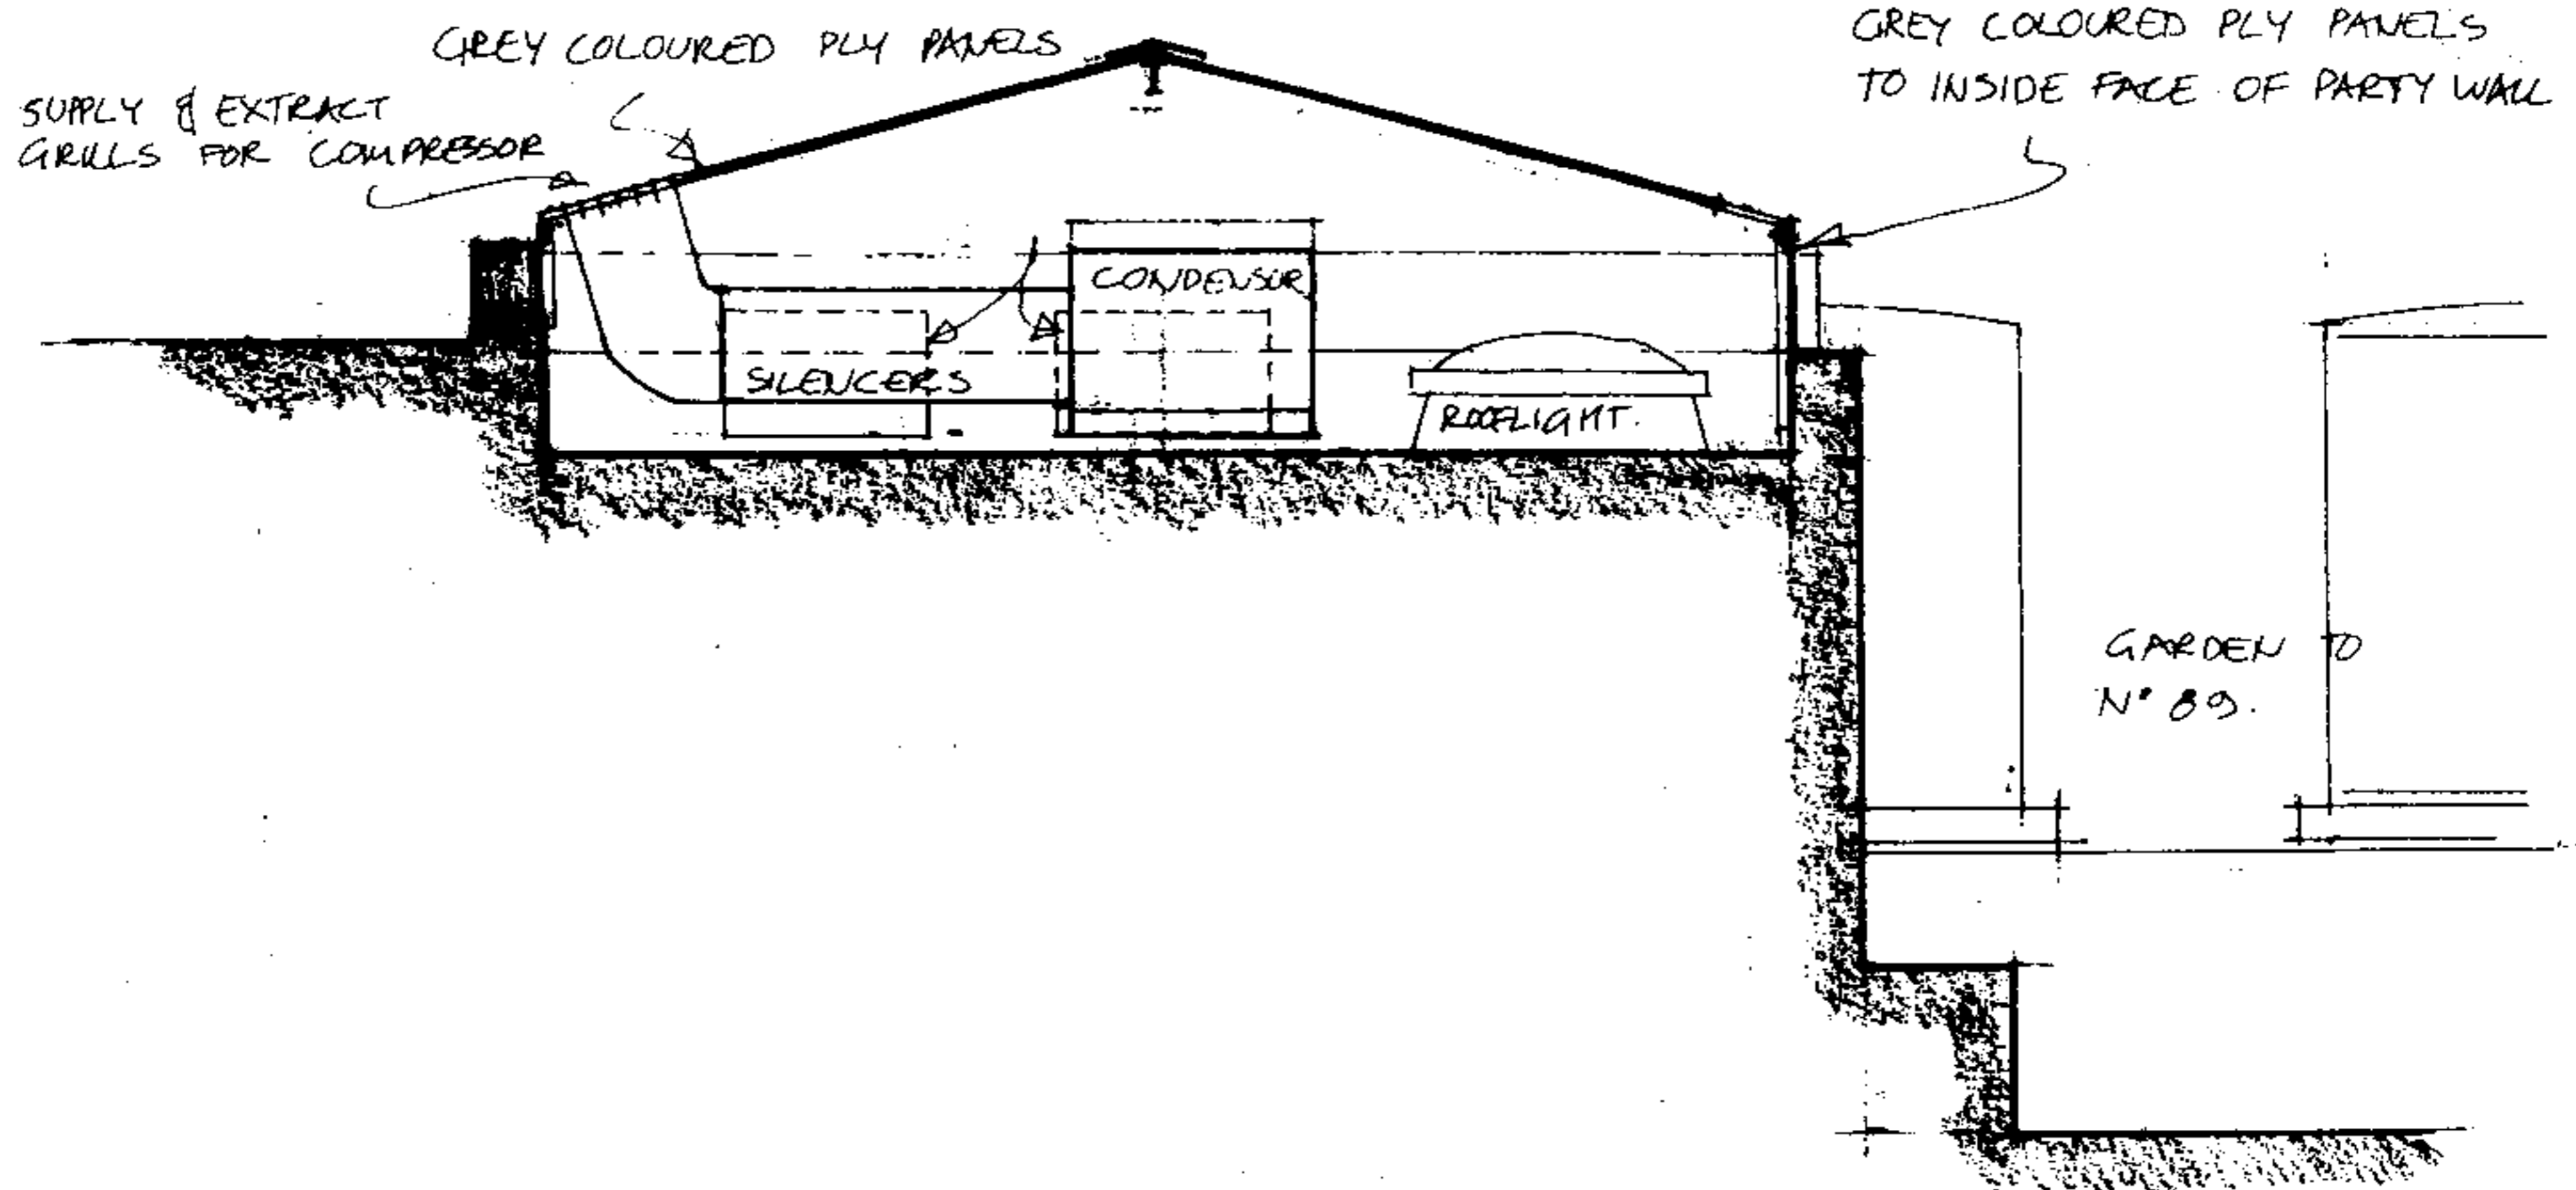 GREY COLOURED PLY PANELS
SUPPLY & EXTRACT
GRILLS FOR COMPRESSOR
GREY COLOURED PLY PANELS
TO INSIDE FACE OF PARTY WALL
CONDENSOR
SILENCERS
ROOFLIGHT.
GARDEN TO
N° 89.